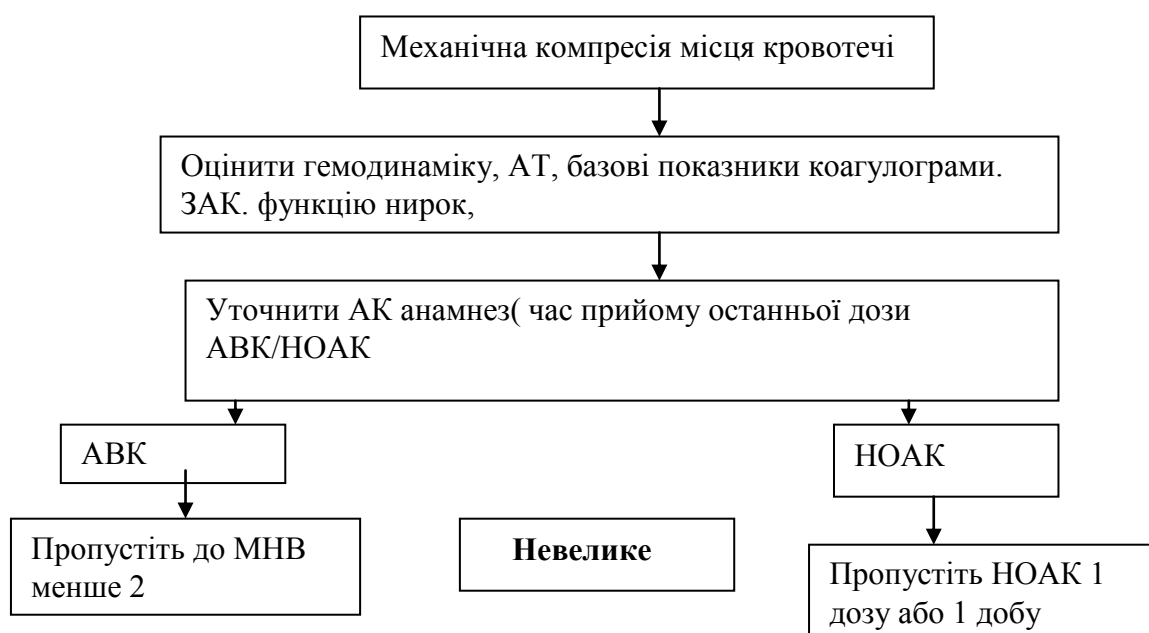 Механічна компресія місця кровотечі
Оцінити гемодинаміку, АТ, базові показники коагулограми.
ЗАК. функцію нирок,
Уточнити АК анамнез( час прийому останньої дози
АВК/НОАК
АВК
НОАК
Пропустіть до МНВ
менше 2
Невелике
Пропустіть НОАК 1
дозу або 1 добу